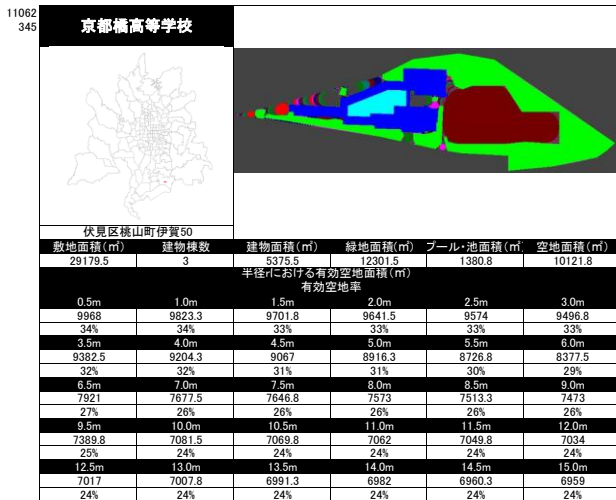 11062
345
京都橘高等学校
伏見区桃山町伊賀50
敷地面積(㎡) 建物棟数 建物面積(㎡) 緑地面積(㎡) プール・池面積(㎡) 空地面積(㎡)
29179.5 3 5375.5 12301.5 1380.8 10121.8
半径rにおける有効空地面積(㎡)
有効空地率
0.5m 1.0m 1.5m 2.0m 2.5m 3.0m
9968 9823.3 9701.8 9641.5 9574 9496.8
34% 34% 33% 33% 33% 33%
3.5m 4.0m 4.5m 5.0m 5.5m 6.0m
9382.5 9204.3 9067 8916.3 8726.8 8377.5
32% 32% 31% 31% 30% 29%
6.5m 7.0m 7.5m 8.0m 8.5m 9.0m
7921 7677.5 7646.8 7573 7513.3 7473
27% 26% 26% 26% 26% 26%
9.5m 10.0m 10.5m 11.0m 11.5m 12.0m
7389.8 7081.5 7069.8 7062 7049.8 7034
25% 24% 24% 24% 24% 24%
12.5m 13.0m 13.5m 14.0m 14.5m 15.0m
7017 7007.8 6991.3 6982 6960.3 6959
24% 24% 24% 24% 24% 24%